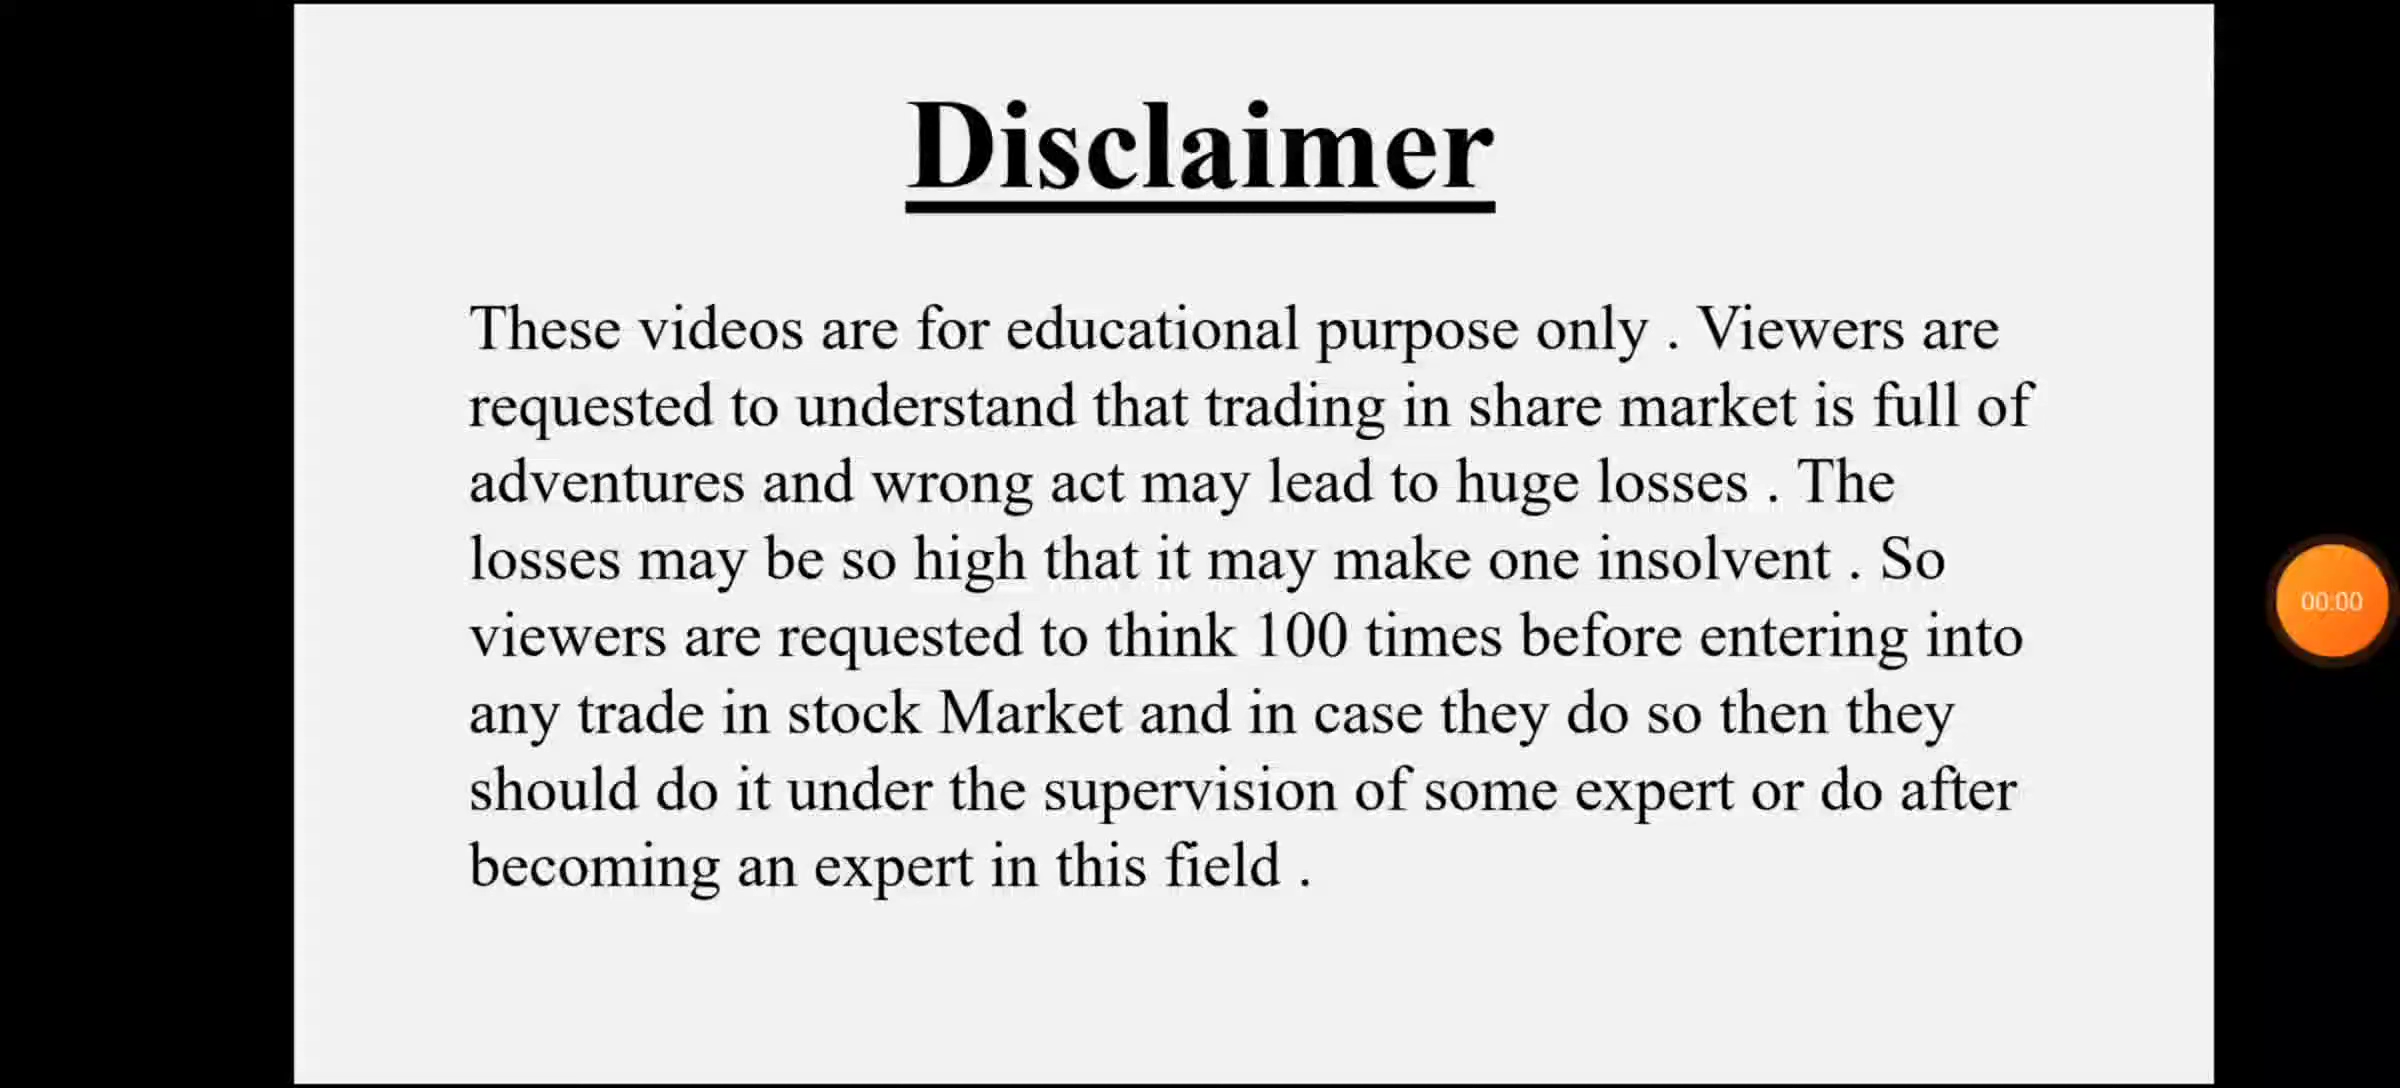 Disclaimer
These videos are for educational purpose only . Viewers are
requested to understand that trading in share market is full of
adventures and wrong act may lead to huge losses . The
losses may be so high that it may make one insolvent . So
viewers are requested to think 100 times before entering into
any trade in stock Market and in case they do so then they
should do it under the supervision of some expert or do after
becoming an expert in this field .
00:00